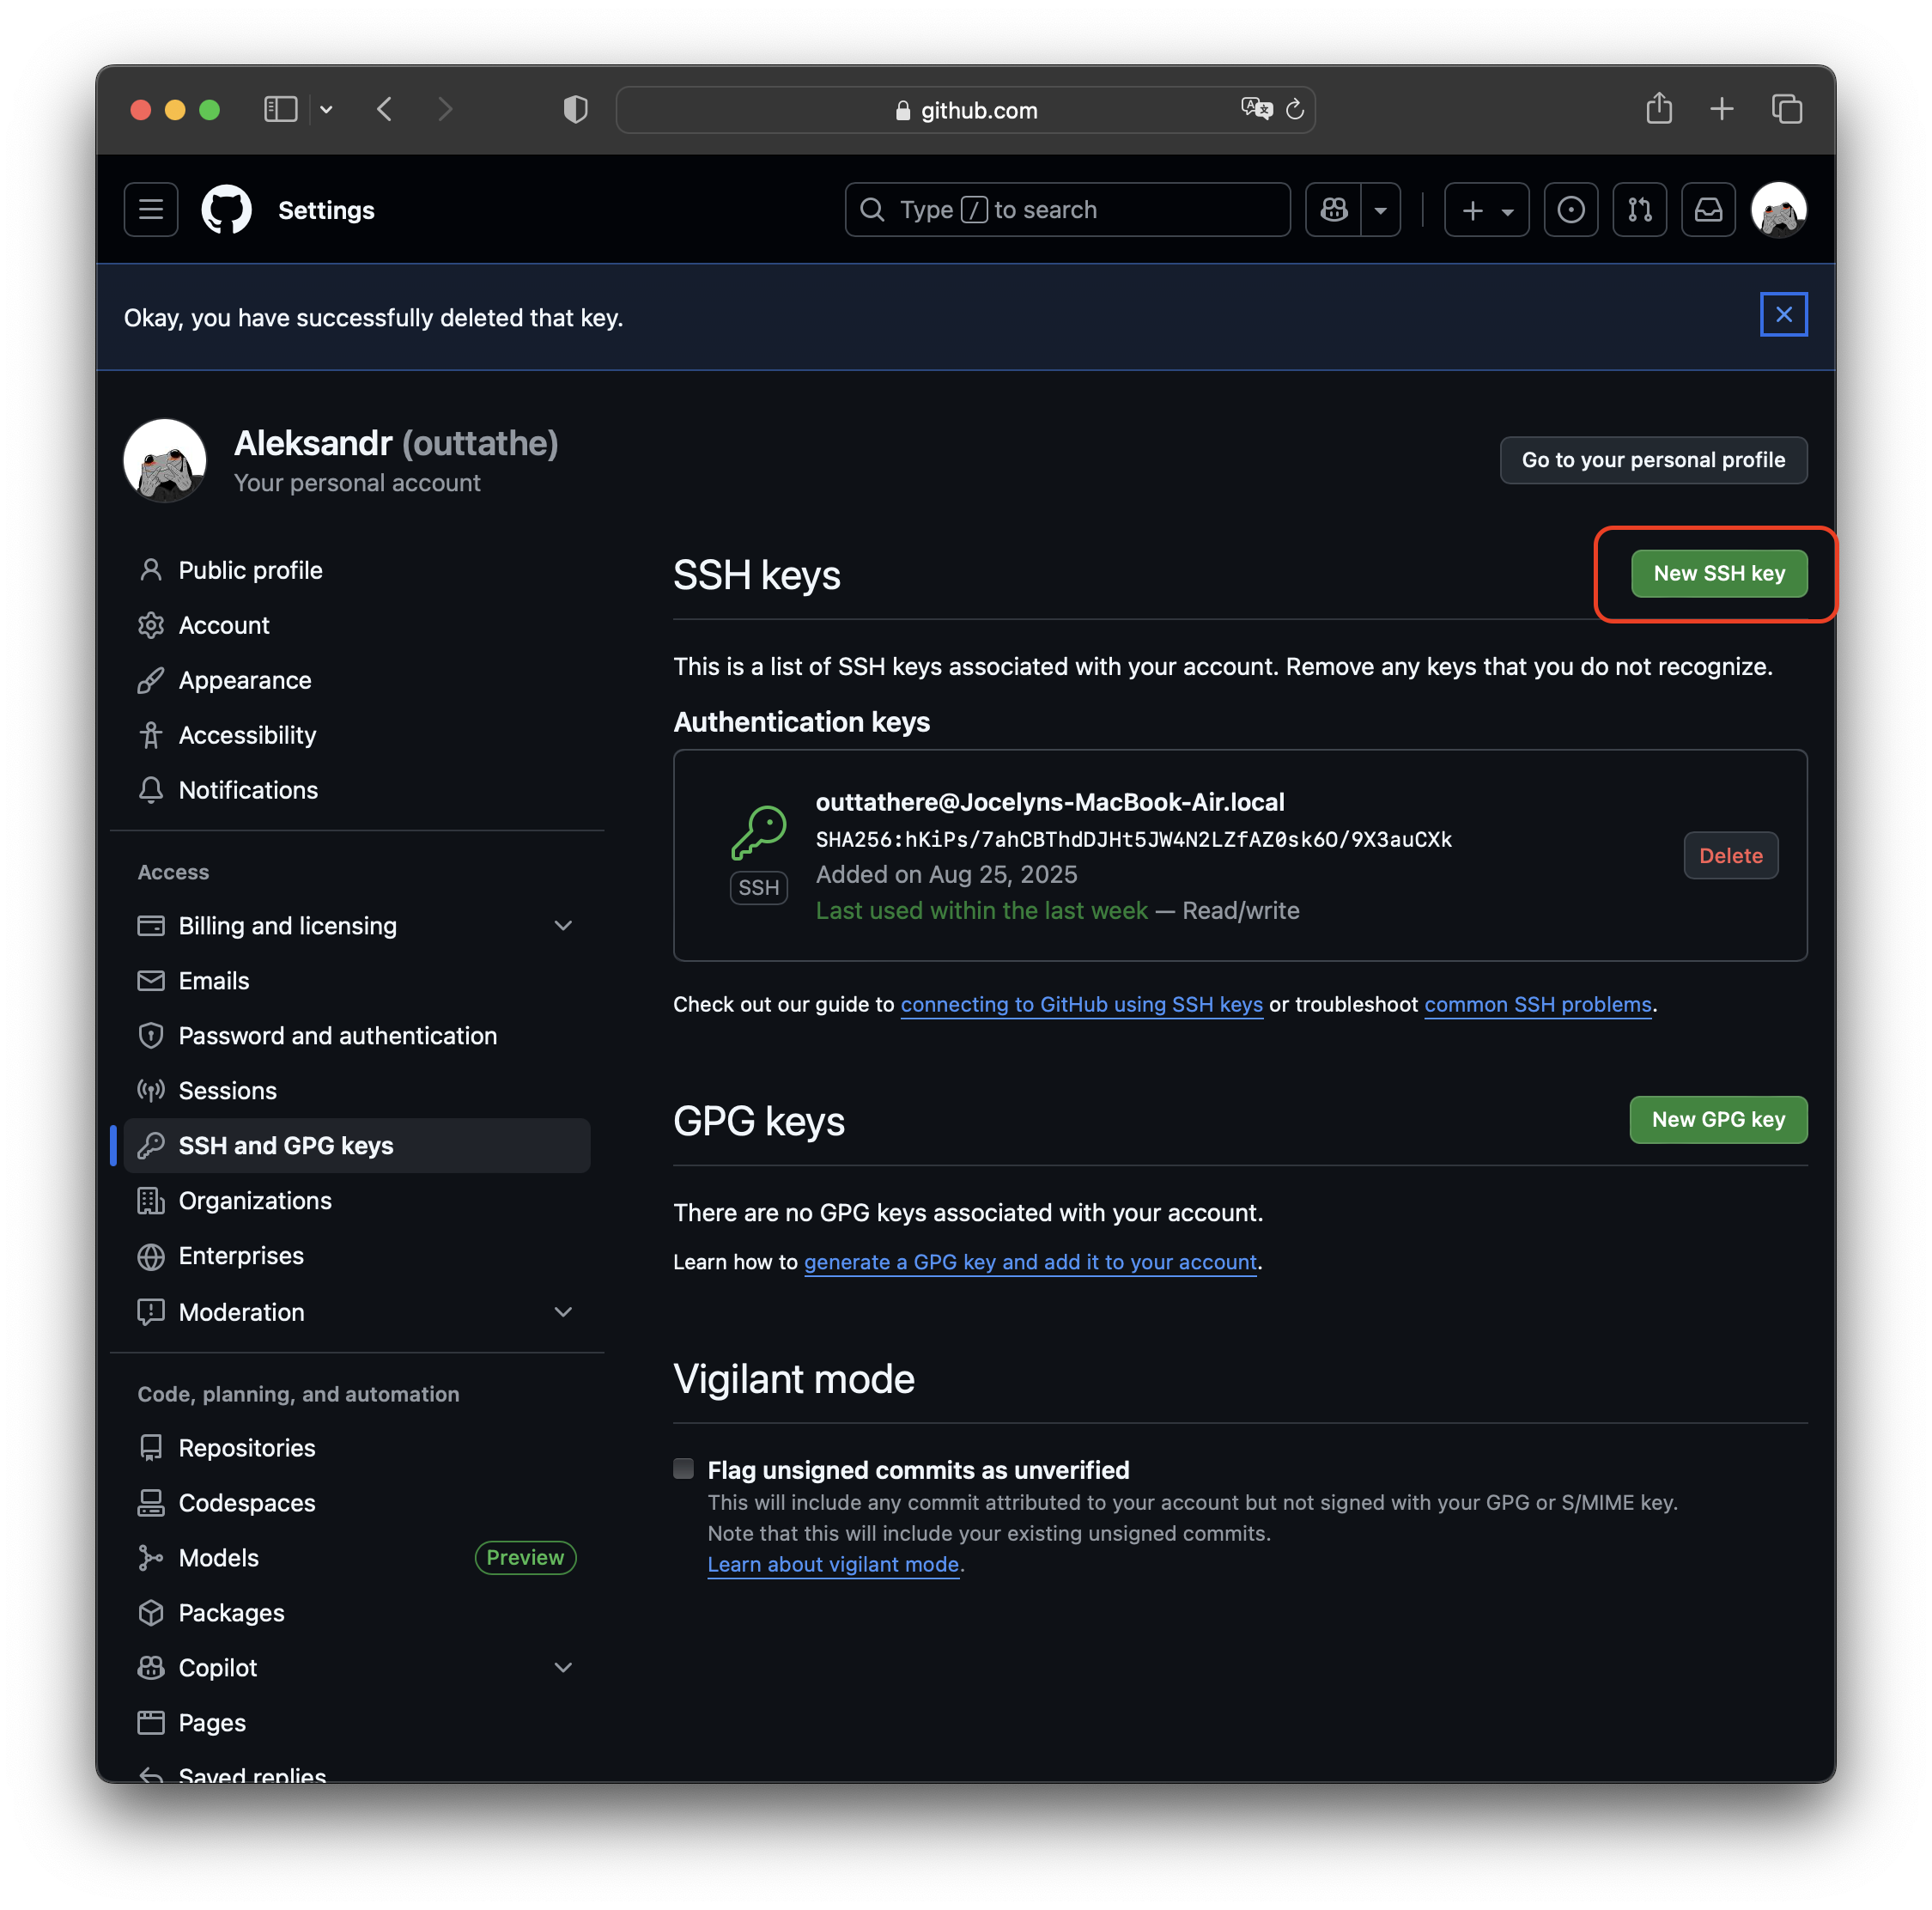 github.com
Settings
Type / to search
Okay, you have successfully deleted that key.
Aleksandr (outtathe)
Your personal account
Go to your personal profile
Public profile
Account
Appearance
Accessibility
Notifications
Access
Billing and licensing
Emails
Password and authentication
Sessions
SSH and GPG keys
Organizations
Enterprises
Moderation
Code, planning, and automation
Repositories
Codespaces
Models
Preview
Packages
Copilot
Pages
Saved replies
SSH keys
New SSH key
This is a list of SSH keys associated with your account. Remove any keys that you do not recognize.
Authentication keys
outtathere@Jocelyns-MacBook-Air.local
SHA256:hKiPs/7ahCBThdDJHt5JW4N2LZfAZ0sk6O/9X3auCXk
Added on Aug 25, 2025
Last used within the last week — Read/write
SSH
Delete
Check out our guide to connecting to GitHub using SSH keys or troubleshoot common SSH problems.
GPG keys
New GPG key
There are no GPG keys associated with your account.
Learn how to generate a GPG key and add it to your account.
Vigilant mode
Flag unsigned commits as unverified
This will include any commit attributed to your account but not signed with your GPG or S/MIME key.
Note that this will include your existing unsigned commits.
Learn about vigilant mode.